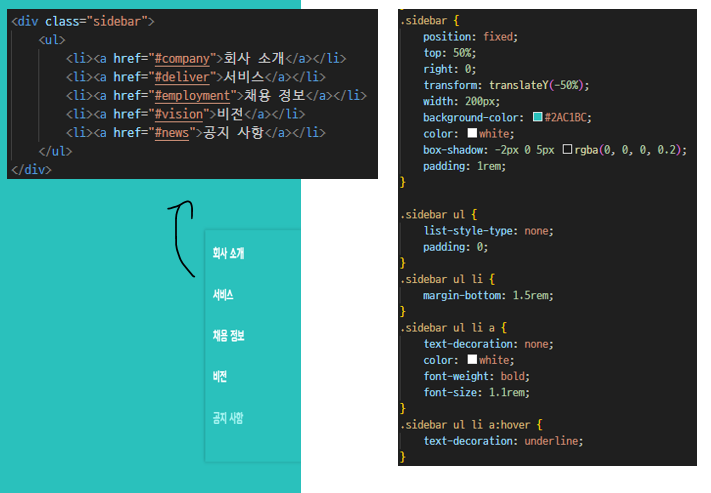 <div class="sidebar">
<ul>
<li><a href="#company">회사 소개</a></li>
<li><a href="#deliver">서비스</a></li>
<li><a href="#employment">채용 정보</a></li>
<li><a href="#vision">비전</a></li>
<li><a href="#news">공지 사항</a></li>
</ul>
</div>
회사 소개
서비스
채용 정보
비전
공지 사항
.sidebar {
position: fixed;
top: 50%;
right: 0;
transform: translateY(-50%);
width: 200px;
background-color: #2AC1BC;
color: white;
box-shadow: -2px 0 5px rgba(0, 0, 0, 0.2);
padding: 1rem;
}
.sidebar ul {
list-style-type: none;
padding: 0;
}
.sidebar ul li {
margin-bottom: 1.5rem;
}
.sidebar ul li a {
text-decoration: none;
color: white;
font-weight: bold;
font-size: 1.1rem;
}
.sidebar ul li a:hover {
text-decoration: underline;
}